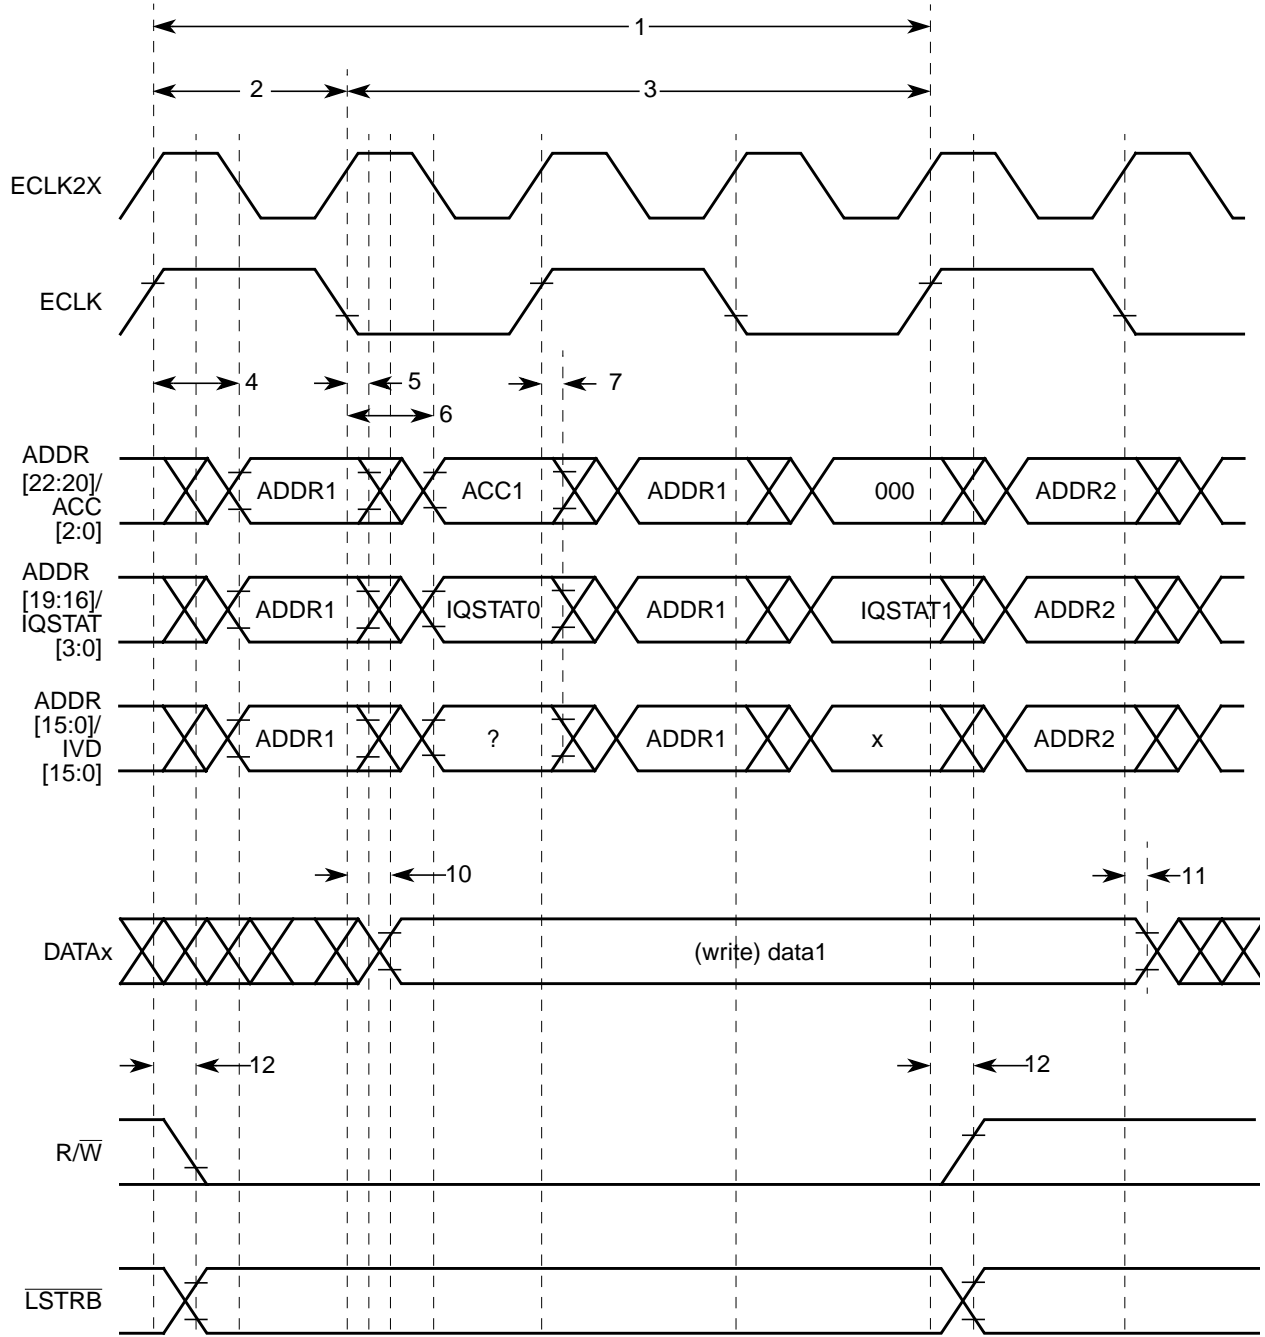 1
2
3
ECLK2X
ECLK
4
5
7
6
ADDR
[22:20]/
ACC
[2:0]
ADDR1
ACC1
ADDR1
000
ADDR2
ADDR
[19:16]/
IQSTAT
[3:0]
ADDR1
IQSTAT0
ADDR1
IQSTAT1
ADDR2
ADDR
[15:0]/
IVD
[15:0]
ADDR1
?
ADDR1
x
ADDR2
10
11
DATAx
(write) data1
12
12
R/W̅
L̅S̅T̅R̅B̅